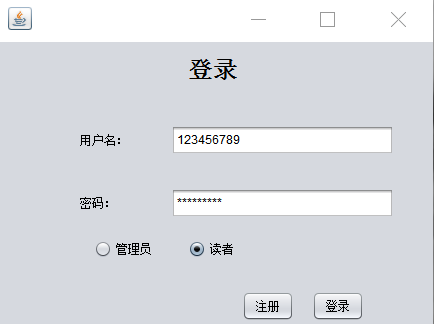 登录
用户名：
123456789
密码：
*********
管理员
读者
注册
登录